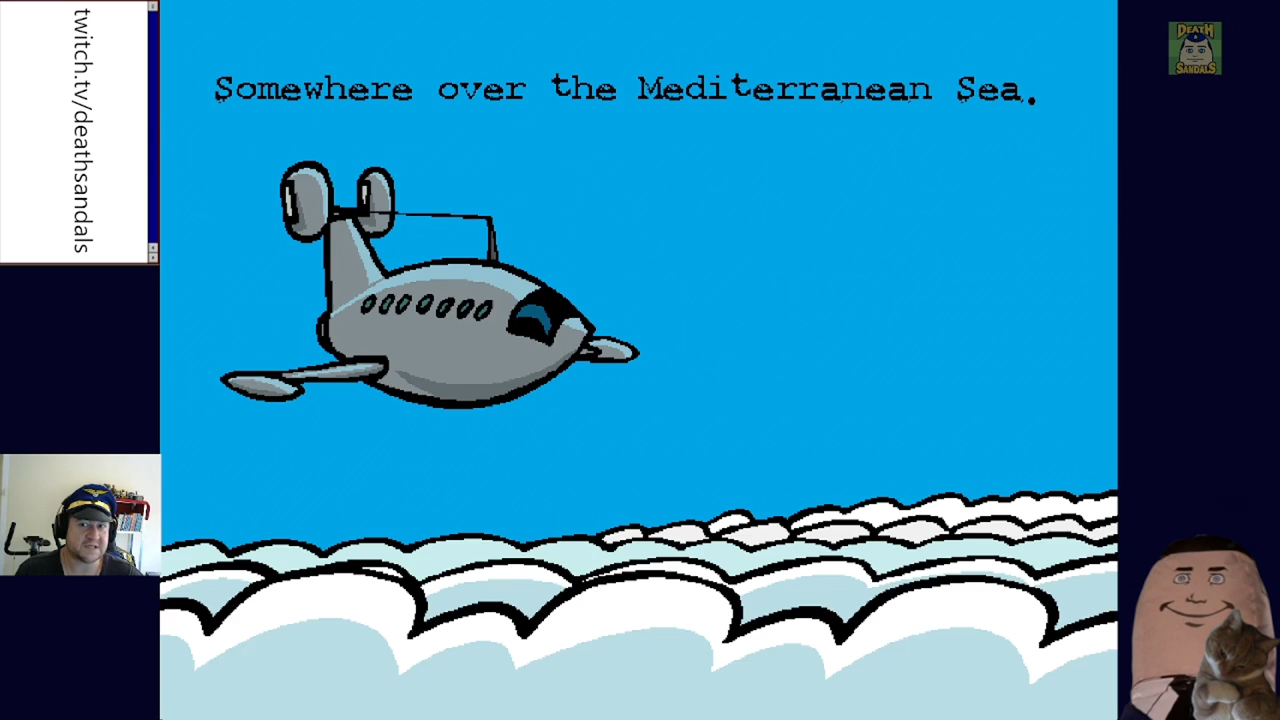 twitch.tv/deathsandals
Somewhere over the Mediterranean Sea.
DEATH
SANDALS